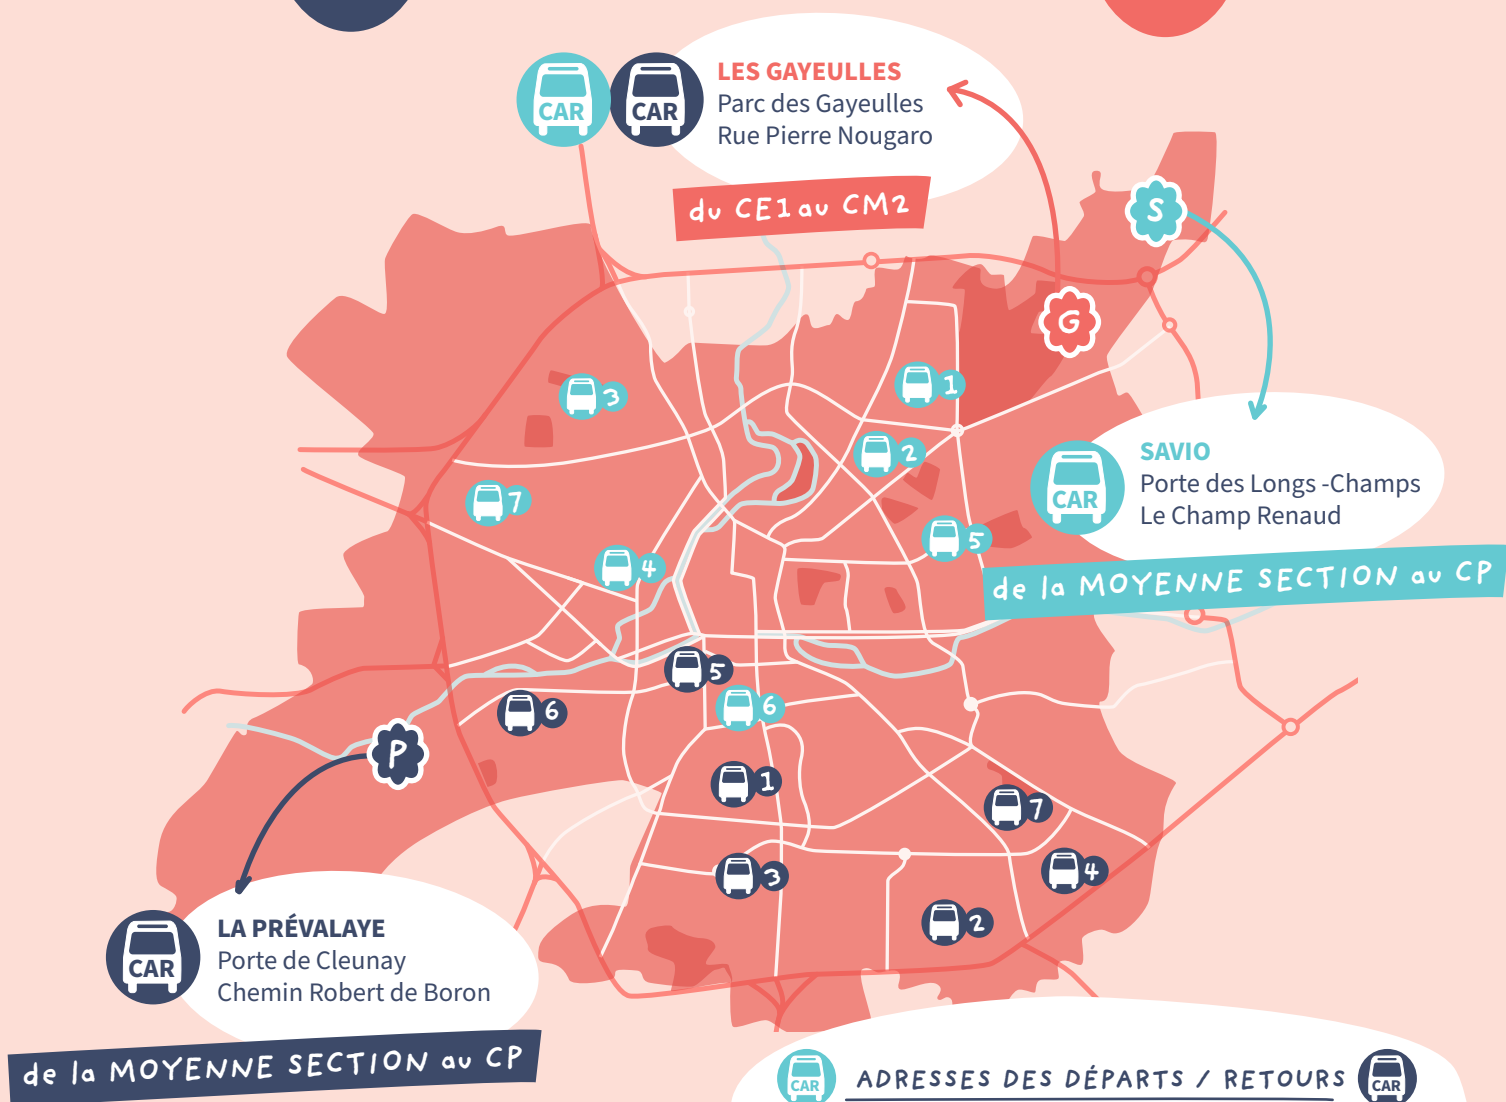 CAR
CAR
LES GAYEULLES
Parc des Gayeulles
Rue Pierre Nougaro
du CE1 au CM2
S
G
1
3
2
7
5
4
CAR
SAVIO
Porte des Longs -Champs
Le Champ Renaud
de la MOYENNE SECTION au CP
5
6
6
P
1
7
3
4
2
CAR
LA PRÉVALAYE
Porte de Cleunay
Chemin Robert de Boron
de la MOYENNE SECTION au CP
CAR
ADRESSES DES DÉPARTS / RETOURS
CAR